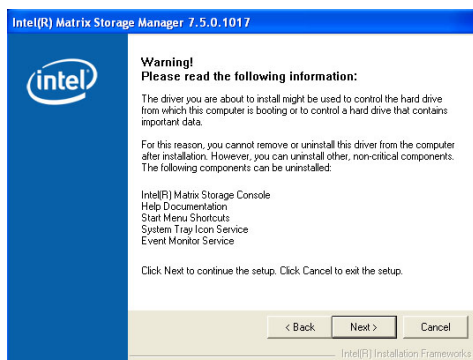 Intel(R) Matrix Storage Manager 7.5.0.1017
intel
Warning!
Please read the following information:
The driver you are about to install might be used to control the hard drive
from which this computer is booting or to control a hard drive that contains
important data.
For this reason, you cannot remove or uninstall this driver from the computer
after installation. However, you can uninstall other, non-critical components.
The following components can be uninstalled:
Intel(R) Matrix Storage Console
Help Documentation
Start Menu Shortcuts
System Tray Icon Service
Event Monitor Service
Click Next to continue the setup. Click Cancel to exit the setup.
< Back Next > Cancel
Intel(R) Installation Frameworks